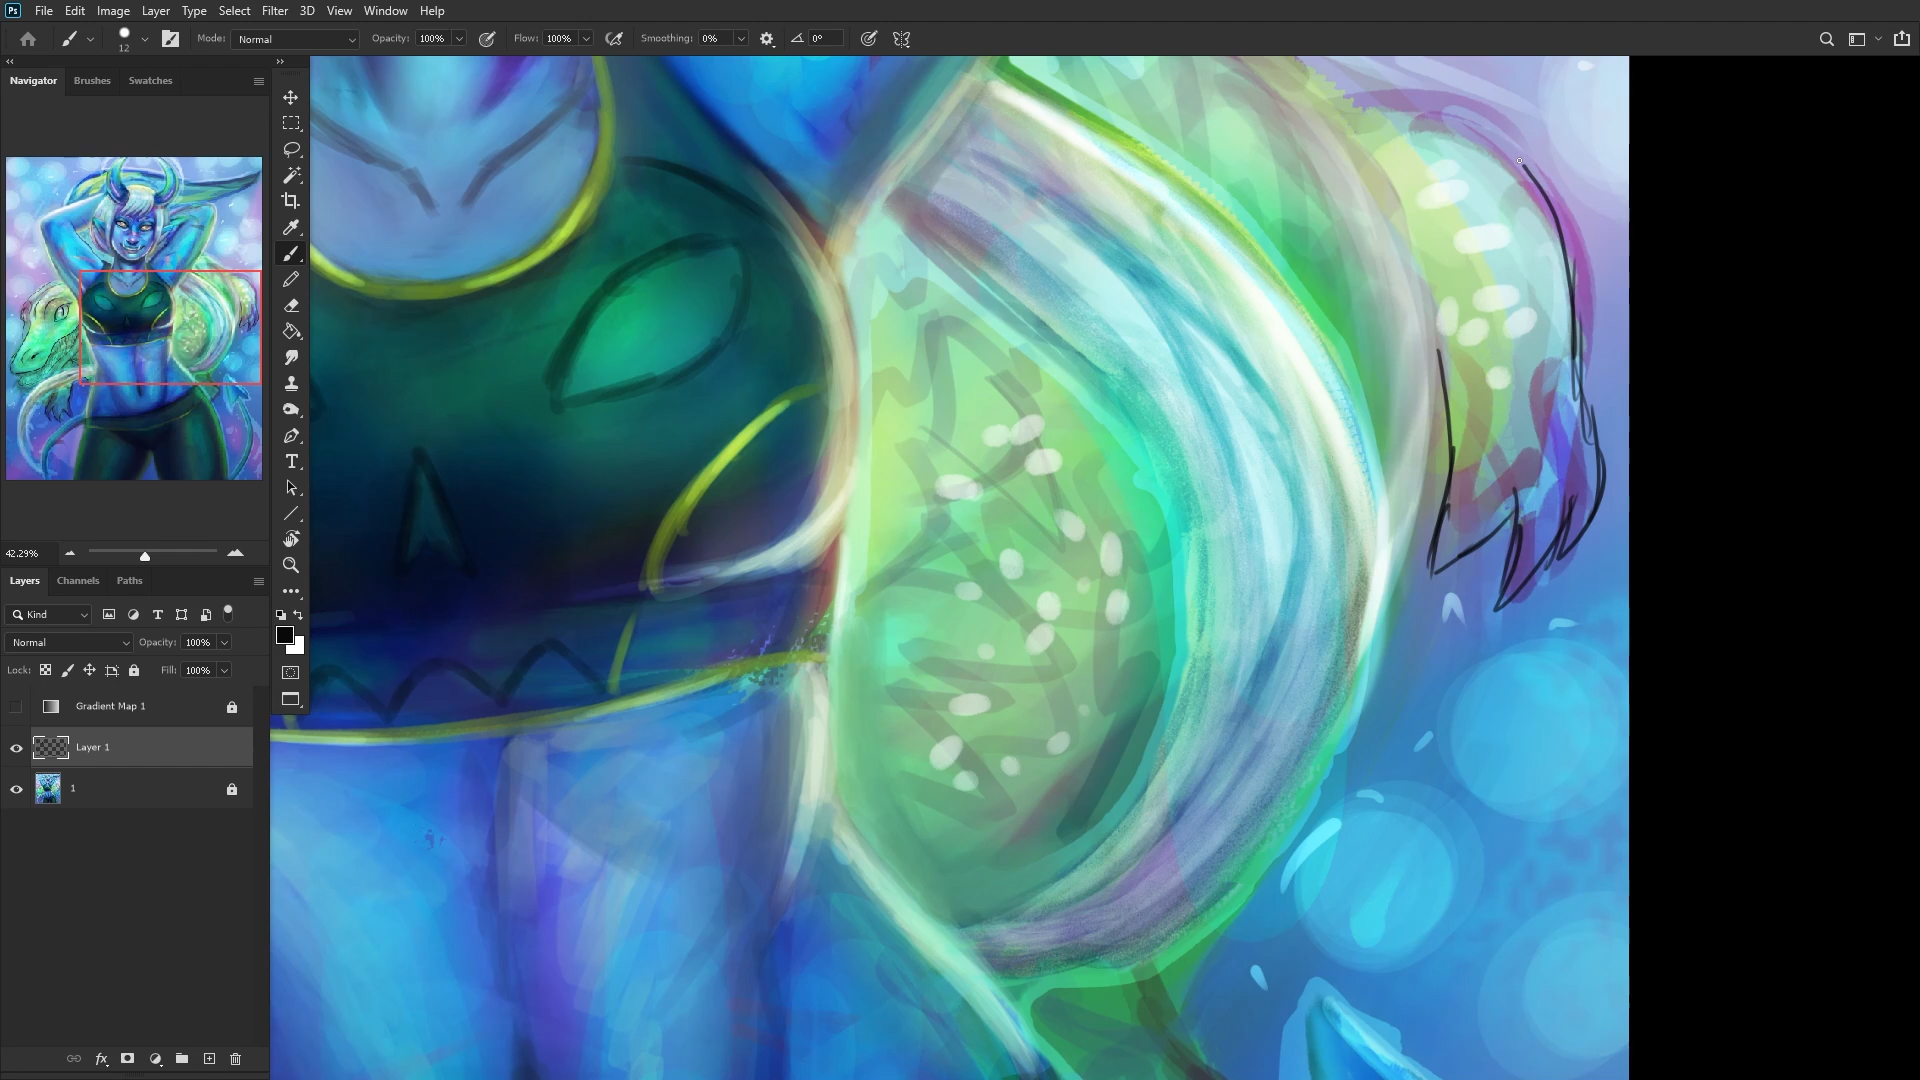 Ps File Edit Image Layer Type Select Filter 3D View Window Help
12 Mode: Normal Opacity: 100% Flow: 100% Smoothing: 0% 0°
Navigator Brushes Swatches
42.29%
Layers Channels Paths
Kind T
Normal Opacity: 100%
Lock: Fill: 100%
Gradient Map 1
Layer 1
1
fx
T